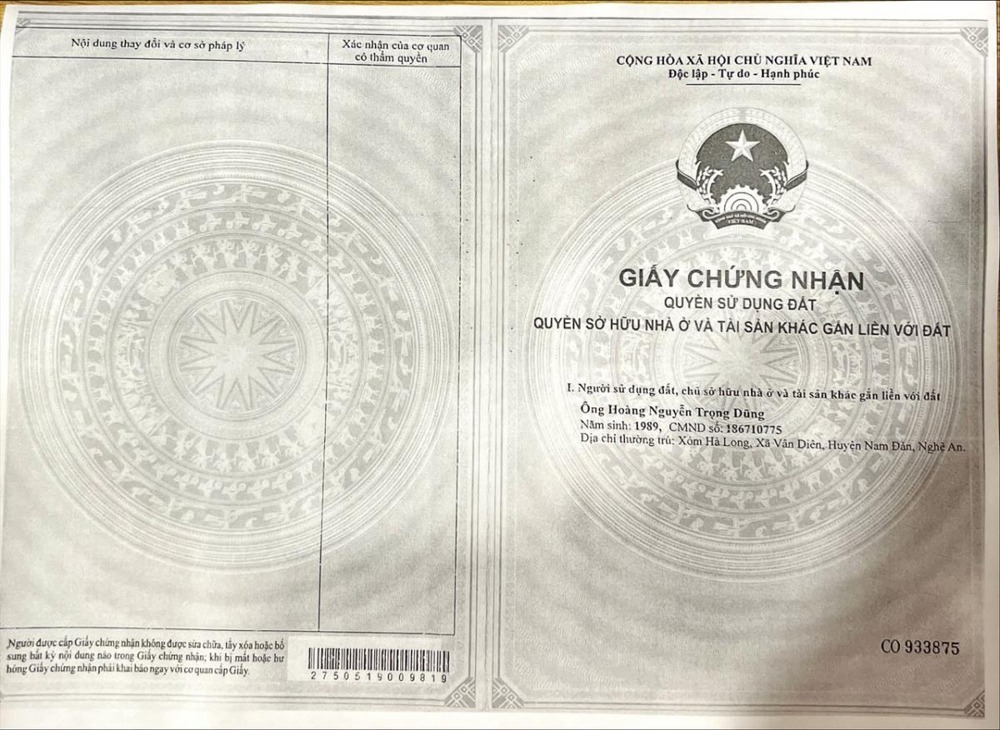 Nội dung thay đổi và cơ sở pháp lý
Xác nhận của cơ quan
có thẩm quyền
Người được cấp Giấy chứng nhận không được sửa chữa, tẩy xóa hoặc bổ
sung bất kỳ nội dung nào trong Giấy chứng nhận; khi bị mất hoặc hư
hỏng Giấy chứng nhận phải khai báo ngay với cơ quan cấp Giấy.
2750519009819
CỘNG HÒA XÃ HỘI CHỦ NGHĨA VIỆT NAM
Độc lập - Tự do - Hạnh phúc
VIỆT NAM
GIẤY CHỨNG NHẬN
QUYỀN SỬ DỤNG ĐẤT
QUYỀN SỞ HỮU NHÀ Ở VÀ TÀI SẢN KHÁC GẮN LIỀN VỚI ĐẤT
I. Người sử dụng đất, chủ sở hữu nhà ở và tài sản khác gắn liền với đất
Ông Hoàng Nguyễn Trọng Dũng
Năm sinh: 1989, CMND số: 186710775
Địa chỉ thường trú: Xóm Hà Long, Xã Vân Diên, Huyện Nam Đàn, Nghệ An.
CO 933875